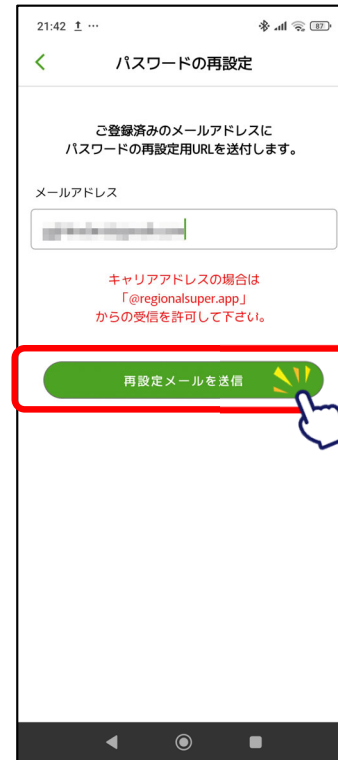 21:42
87
パスワードの再設定
ご登録済みのメールアドレスに
パスワードの再設定用URLを送付します。
メールアドレス
キャリアアドレスの場合は
「@regionalsuper.app」
からの受信を許可して下さい。
再設定メールを送信